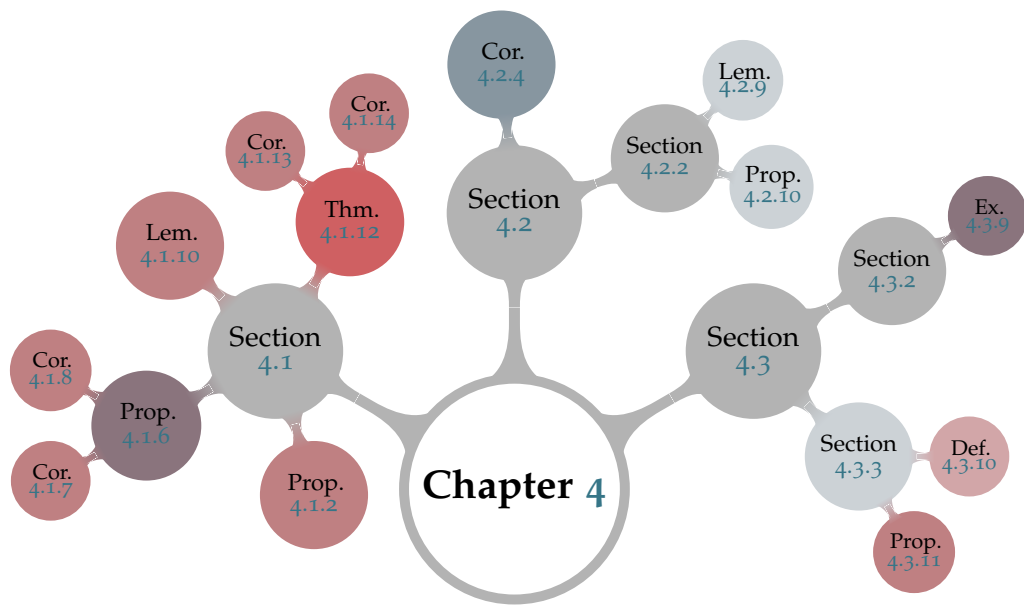 Cor.
4.2.4
Lem.
4.2.9
Section
4.2.2
Prop.
4.2.10
Section
4.2
Cor.
4.1.14
Cor.
4.1.13
Thm.
4.1.12
Lem.
4.1.10
Section
4.1
Cor.
4.1.8
Prop.
4.1.6
Cor.
4.1.7
Prop.
4.1.2
Chapter 4
Ex.
4.3.9
Section
4.3.2
Section
4.3
Section
4.3.3
Def.
4.3.10
Prop.
4.3.11